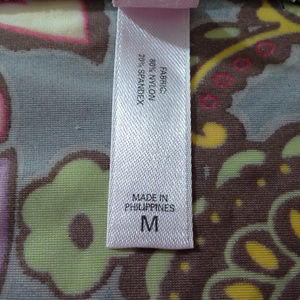 FABRIC:
80% NYLON
20% SPANDEX
MADE IN
PHILIPPINES
M